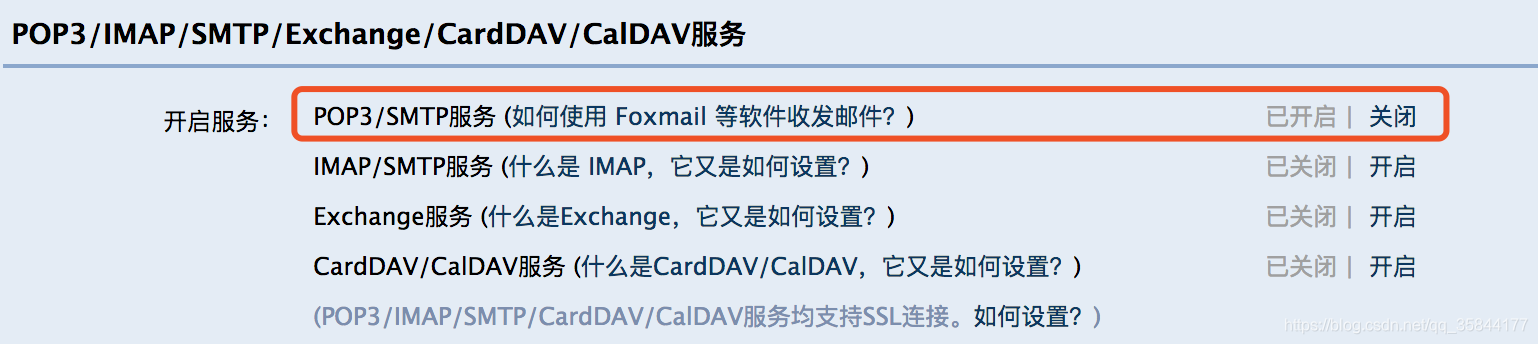 POP3/IMAP/SMTP/Exchange/CardDAV/CalDAV服务
开启服务： POP3/SMTP服务 (如何使用 Foxmail 等软件收发邮件？) 已开启 | 关闭
IMAP/SMTP服务 (什么是 IMAP，它又是如何设置？) 已关闭 | 开启
Exchange服务 (什么是Exchange，它又是如何设置？) 已关闭 | 开启
CardDAV/CalDAV服务 (什么是CardDAV/CalDAV，它又是如何设置？) 已关闭 | 开启
(POP3/IMAP/SMTP/CardDAV/CalDAV服务均支持SSL连接。如何设置？)
https://blog.csdn.net/qq_35844177